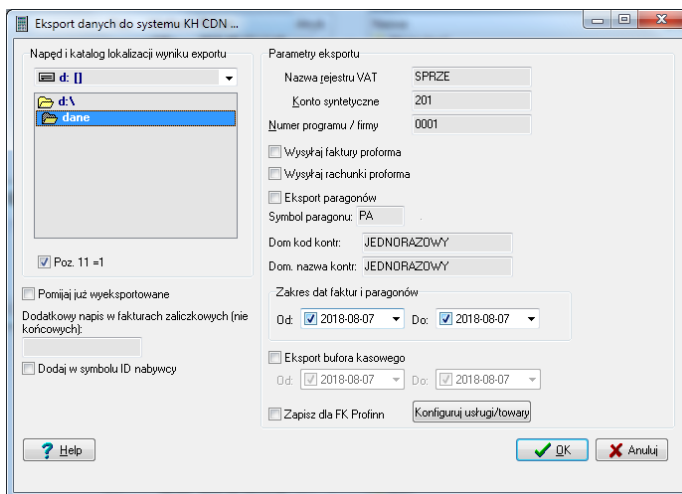 Eksport danych do systemu KH CDN ...
Napęd i katalog lokalizacji wyniku exportu
d: []
d:\
dane
Poz. 11 =1
Pomijaj już wyeksportowane
Dodatkowy napis w fakturach zaliczkowych (nie
końcowych):
Dodaj w symbolu ID nabywcy
Parametry eksportu
Nazwa rejestru VAT SPRZE
Konto syntetyczne 201
Numer programu / firmy 0001
Wysyłaj faktury proforma
Wysyłaj rachunki proforma
Eksport paragonów
Symbol paragonu: PA
Dom kod kontr: JEDNORAZOWY
Dom. nazwa kontr: JEDNORAZOWY
Zakres dat faktur i paragonów
Od: 2018-08-07 Do: 2018-08-07
Eksport bufora kasowego
Od: 2018-08-07 Do: 2018-08-07
Zapisz dla FK Profinn Konfiguruj usługi/towary
Help OK Anuluj